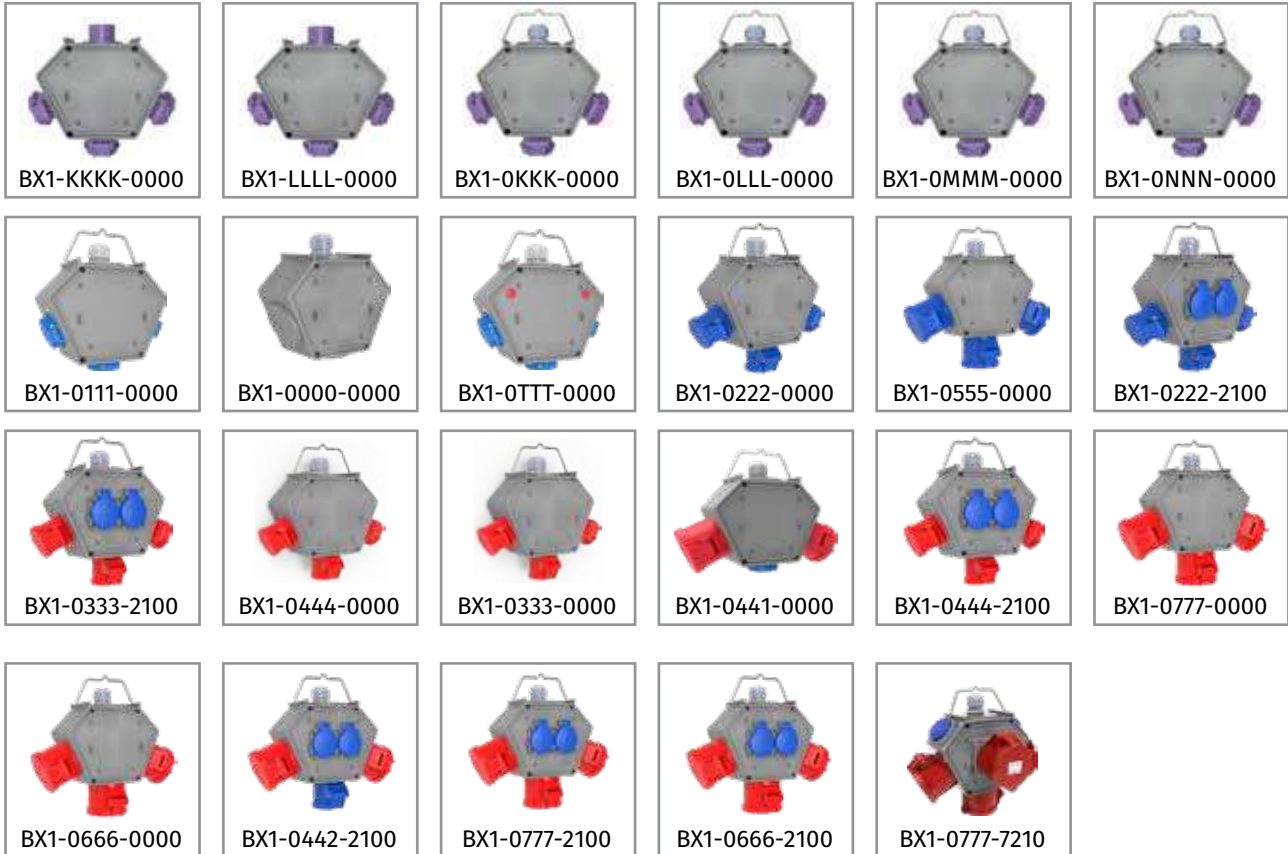 BX1-KKKK-0000 BX1-LLLL-0000 BX1-0KKK-0000 BX1-0LLL-0000 BX1-0MMM-0000 BX1-0NNN-0000
BX1-0111-0000 BX1-0000-0000 BX1-0TTT-0000 BX1-0222-0000 BX1-0555-0000 BX1-0222-2100
BX1-0333-2100 BX1-0444-0000 BX1-0333-0000 BX1-0441-0000 BX1-0444-2100 BX1-0777-0000
BX1-0666-0000 BX1-0442-2100 BX1-0777-2100 BX1-0666-2100 BX1-0777-7210